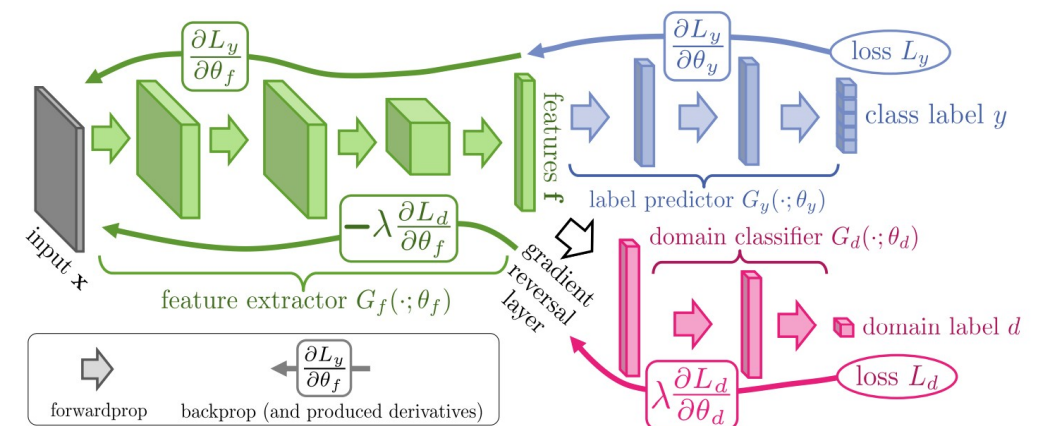 ∂L_y/∂θ_f
∂L_y/∂θ_y
loss L_y
features f
class label y
label predictor G_y(·;θ_y)
−λ ∂L_d/∂θ_f
input x
feature extractor G_f(·;θ_f)
gradient
reversal
layer
domain classifier G_d(·;θ_d)
domain label d
λ ∂L_d/∂θ_d
loss L_d
∂L_y/∂θ_f
forwardprop
backprop (and produced derivatives)